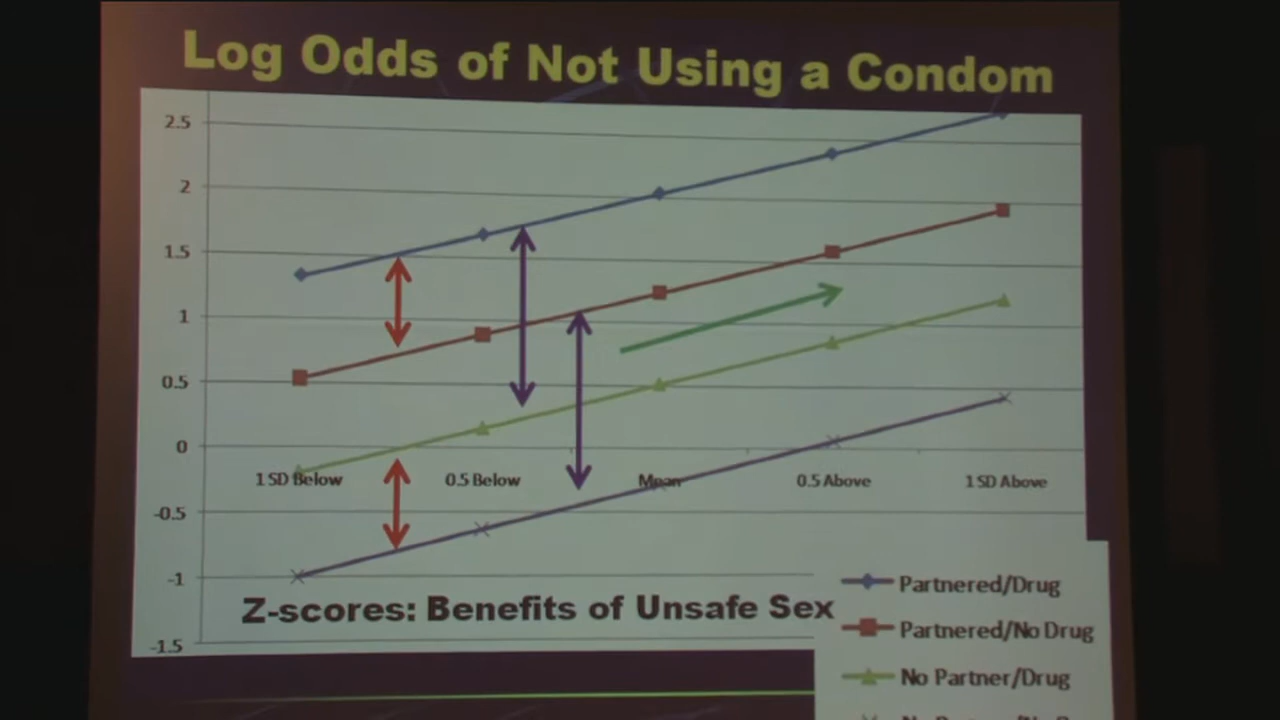 Log Odds of Not Using a Condom
2.5
2
1.5
1
0.5
0
1 SD Below 0.5 Below Mean 0.5 Above 1 SD Above
-0.5
-1
Z-scores: Benefits of Unsafe Sex
-1.5
Partnered/Drug
Partnered/No Drug
No Partner/Drug